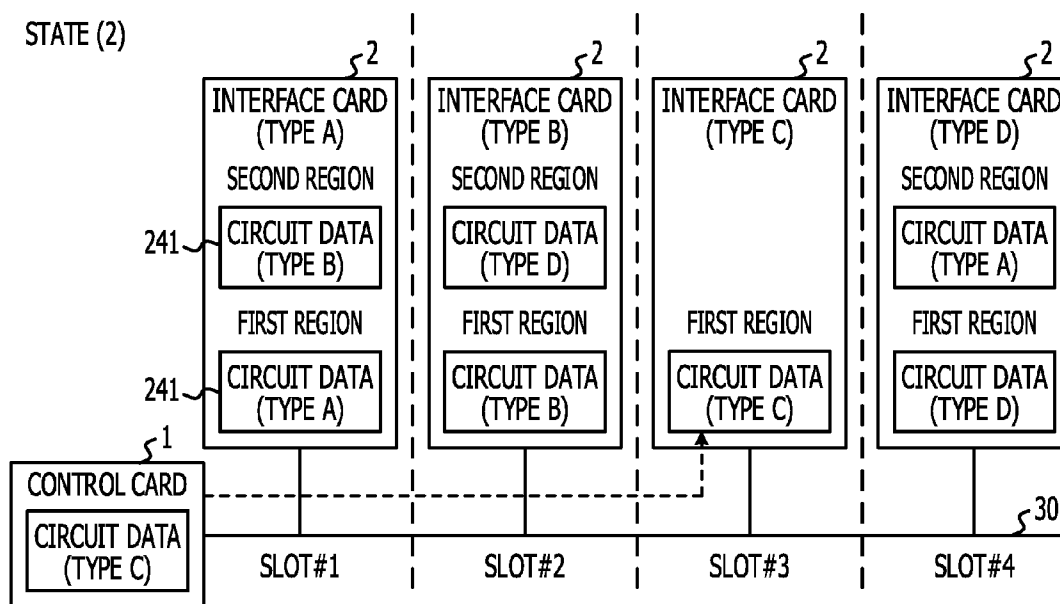 STATE (2)
2
2
2
2
INTERFACE CARD
(TYPE A)
SECOND REGION
241
CIRCUIT DATA
(TYPE B)
FIRST REGION
241
CIRCUIT DATA
(TYPE A)
INTERFACE CARD
(TYPE B)
SECOND REGION
CIRCUIT DATA
(TYPE D)
FIRST REGION
CIRCUIT DATA
(TYPE B)
INTERFACE CARD
(TYPE C)
FIRST REGION
CIRCUIT DATA
(TYPE C)
INTERFACE CARD
(TYPE D)
SECOND REGION
CIRCUIT DATA
(TYPE A)
FIRST REGION
CIRCUIT DATA
(TYPE D)
1
CONTROL CARD
CIRCUIT DATA
(TYPE C)
30
SLOT#1
SLOT#2
SLOT#3
SLOT#4